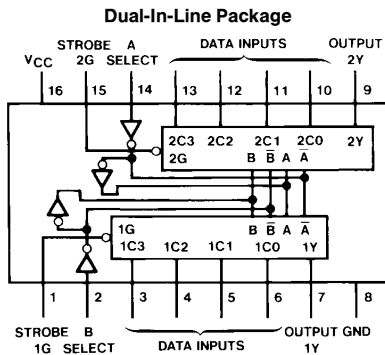 Dual-In-Line Package
STROBE A DATA INPUTS OUTPUT
VCC 2G SELECT 2Y
16 15 14 13 12 11 10 9
2C3 2C2 2C1 2C0 2Y
2G B B̅ A A̅
1G B B̅ A A̅
1C3 1C2 1C1 1C0 1Y
1 2 3 4 5 6 7 8
STROBE B DATA INPUTS OUTPUT GND
1G SELECT 1Y